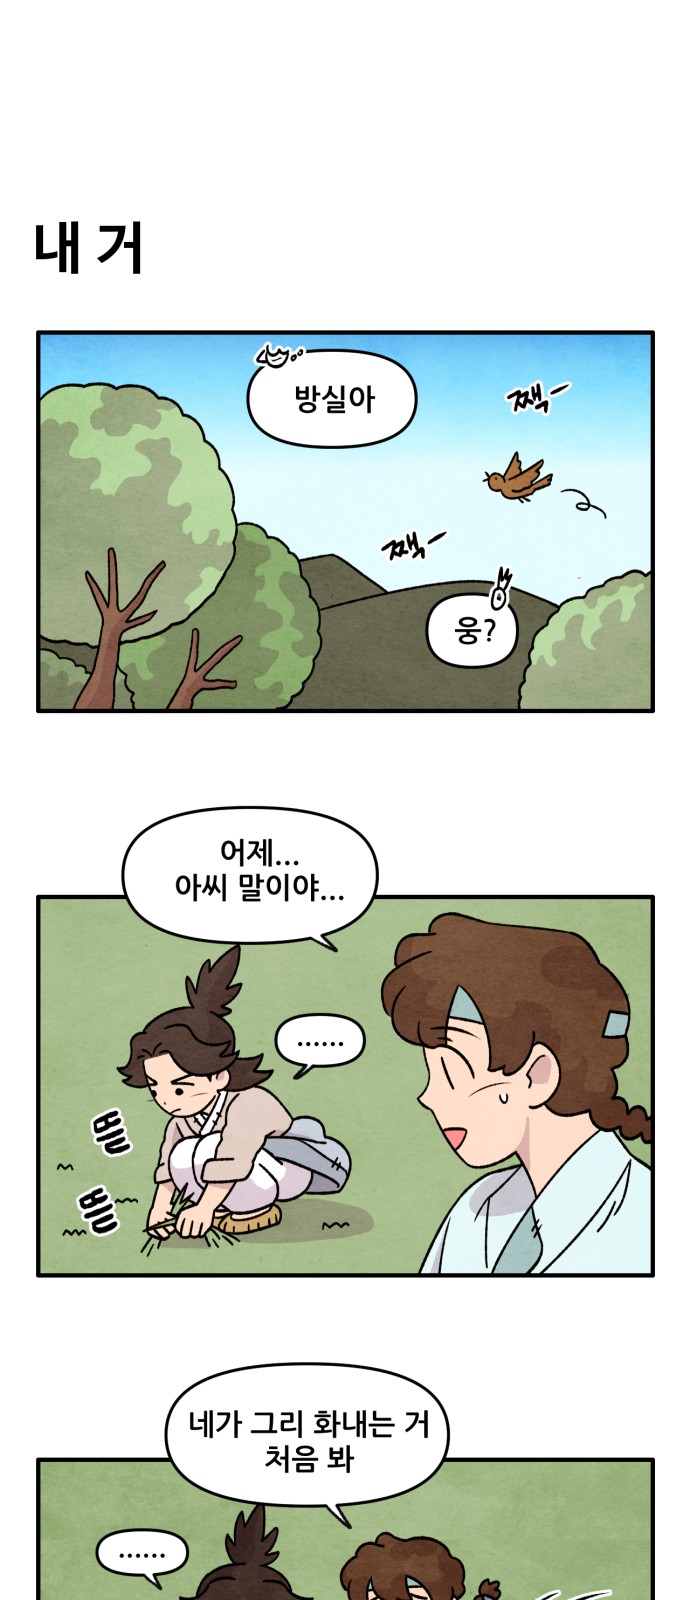 내 거
방실아
짹-
짹-
웅?
어제...
아씨 말이야...
......
뜯
뜯
네가 그리 화내는 거
처음 봐
......